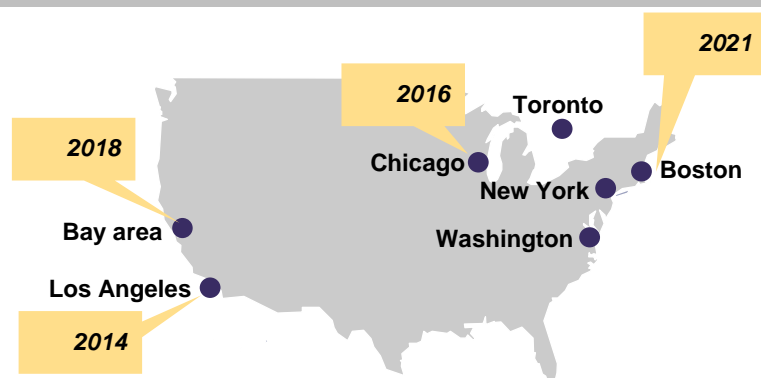 2021
2016
Toronto
2018
Chicago
Boston
New York
Bay area
Washington
Los Angeles
2014